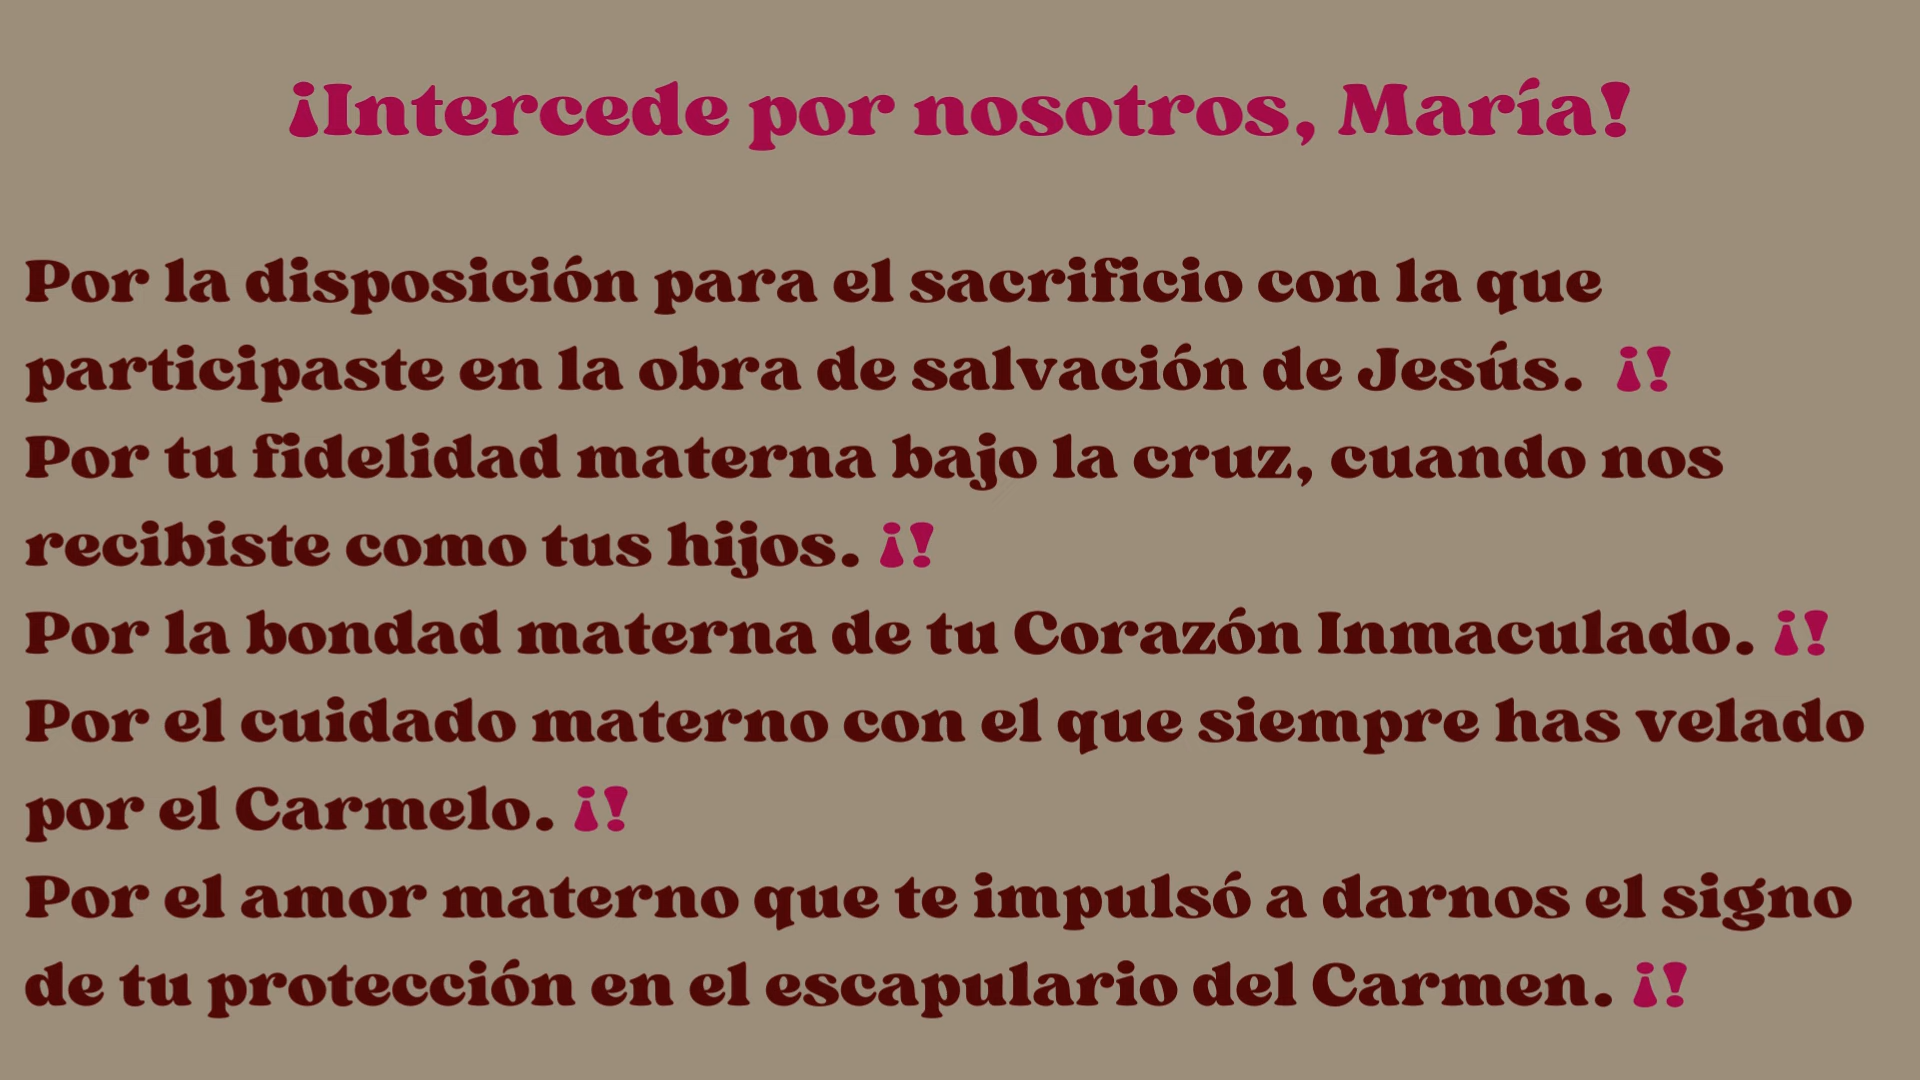 ¡Intercede por nosotros, María!
Por la disposición para el sacrificio con la que
participaste en la obra de salvación de Jesús. ¡!
Por tu fidelidad materna bajo la cruz, cuando nos
recibiste como tus hijos. ¡!
Por la bondad materna de tu Corazón Inmaculado. ¡!
Por el cuidado materno con el que siempre has velado
por el Carmelo. ¡!
Por el amor materno que te impulsó a darnos el signo
de tu protección en el escapulario del Carmen. ¡!